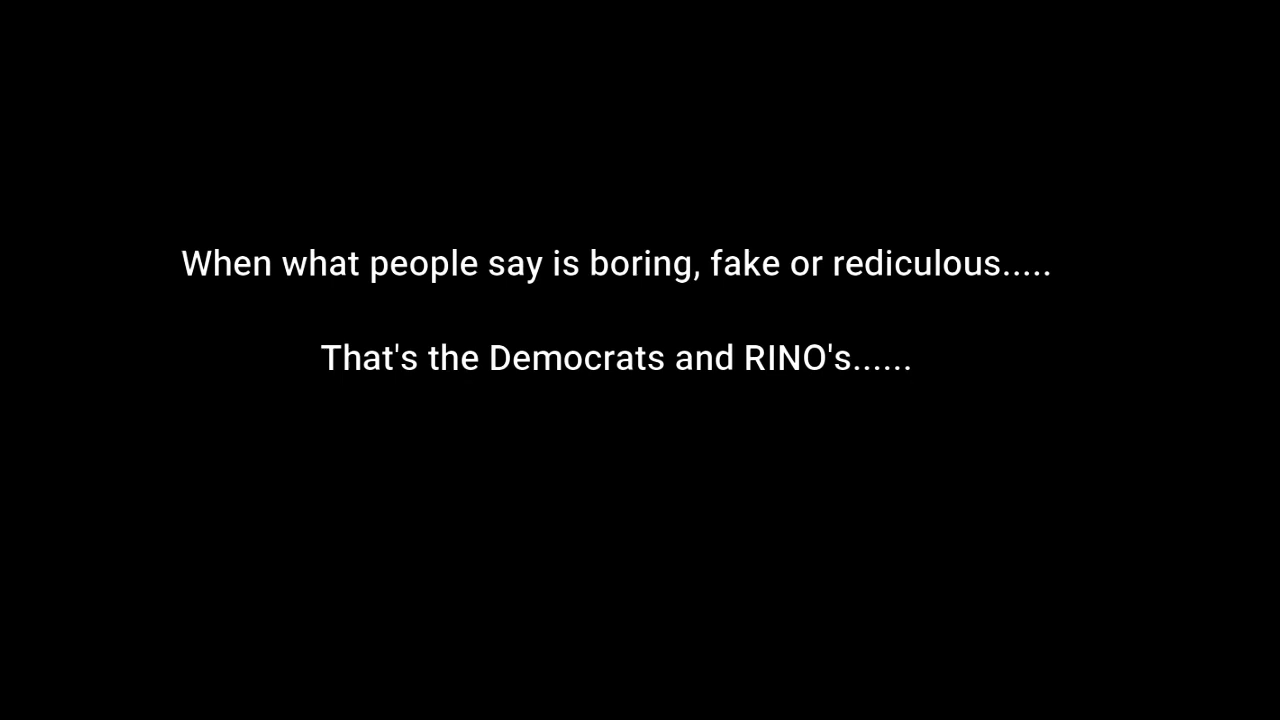 When what people say is boring, fake or rediculous.....
That's the Democrats and RINO's......